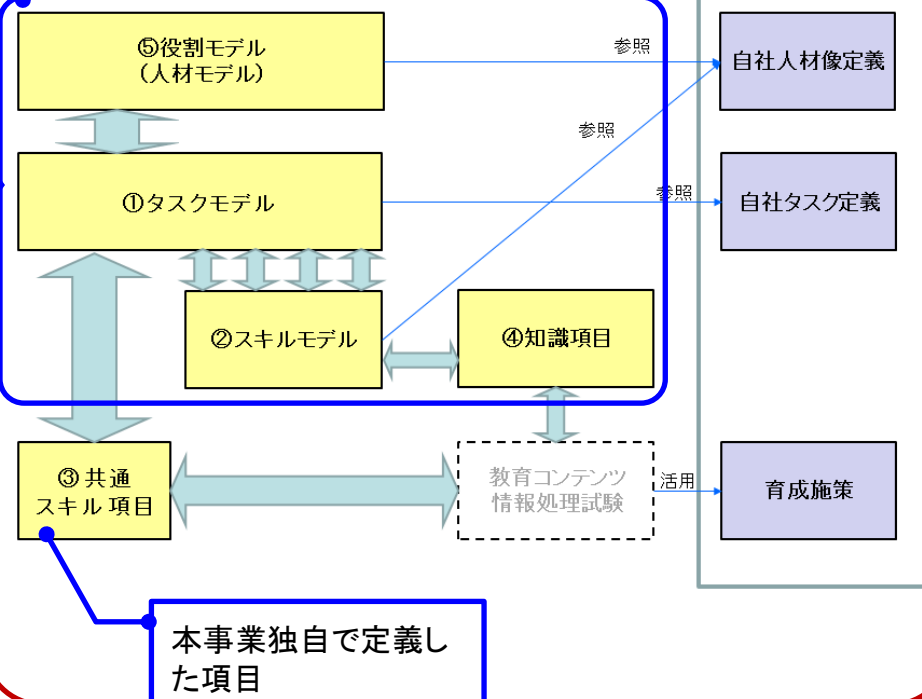 ⑤役割モデル
(人材モデル)
参照
自社人材像定義
参照
①タスクモデル
参照
自社タスク定義
②スキルモデル
④知識項目
③共通
スキル項目
教育コンテンツ
情報処理試験
活用
育成施策
本事業独自で定義し
た項目